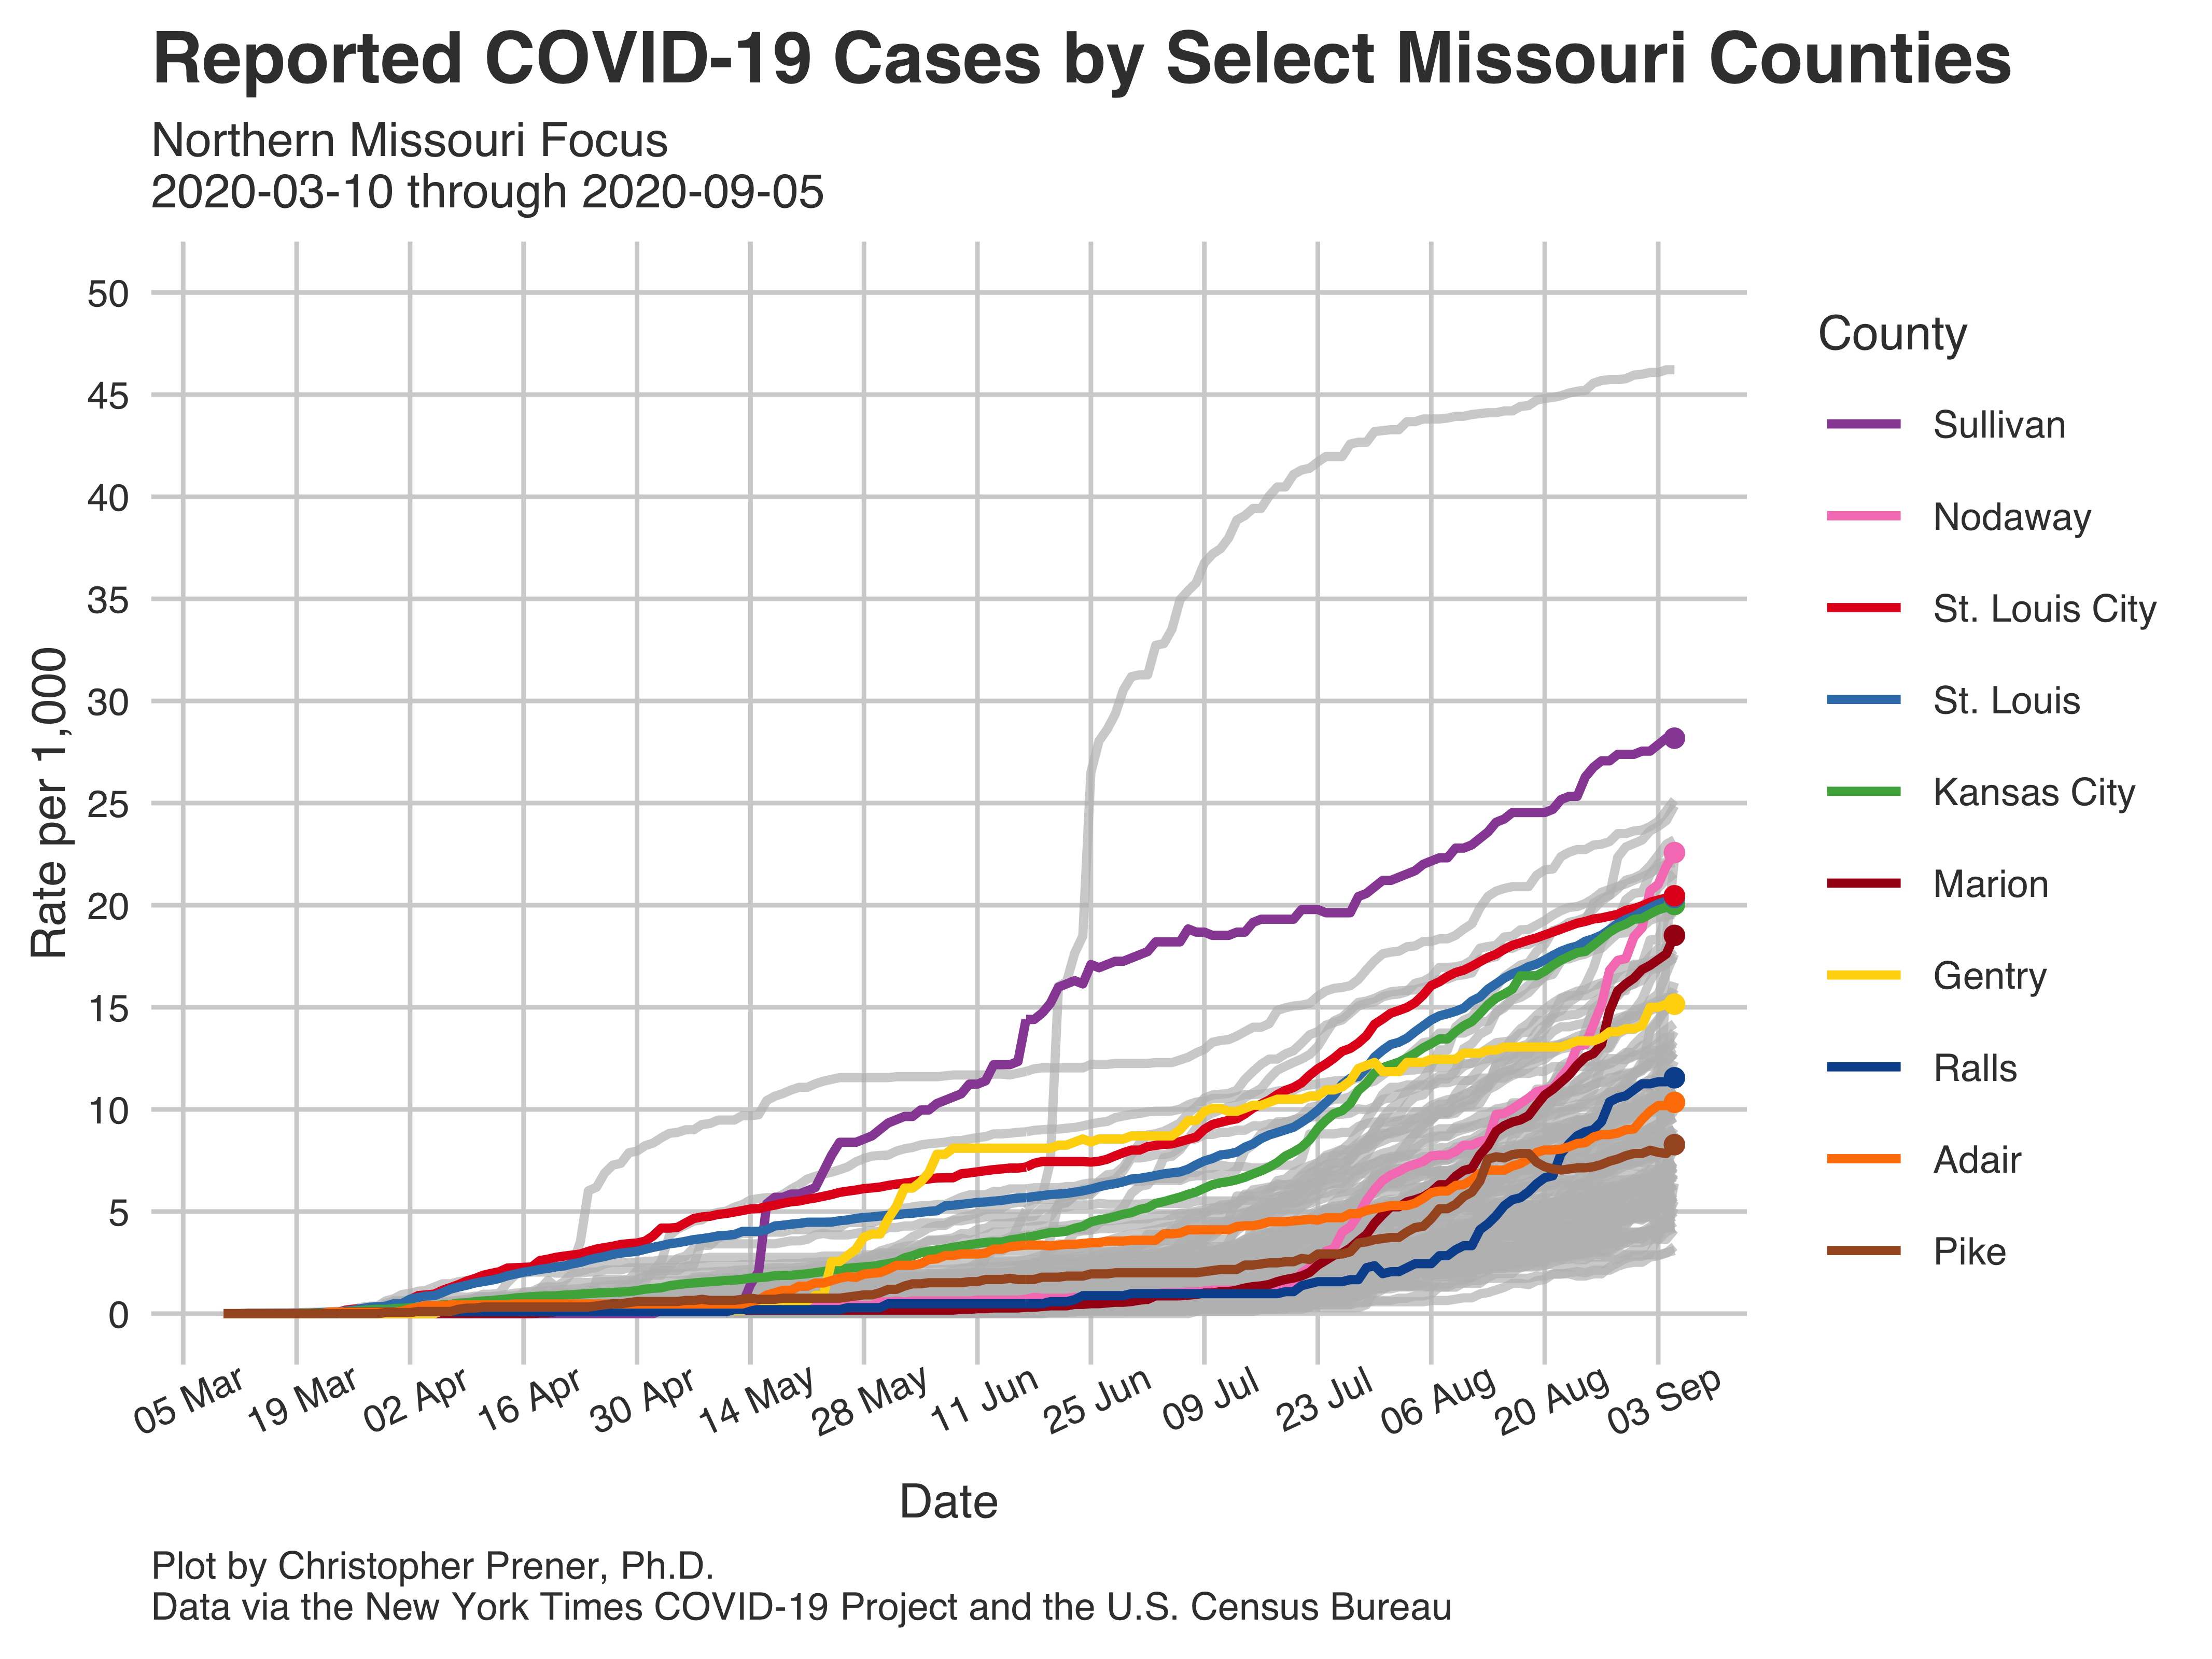 Reported COVID-19 Cases by Select Missouri Counties
Northern Missouri Focus
2020-03-10 through 2020-09-05
Rate per 1,000
50
45
40
35
30
25
20
15
10
5
0
05 Mar
19 Mar
02 Apr
16 Apr
30 Apr
14 May
28 May
11 Jun
25 Jun
09 Jul
23 Jul
06 Aug
20 Aug
03 Sep
Date
County
Sullivan
Nodaway
St. Louis City
St. Louis
Kansas City
Marion
Gentry
Ralls
Adair
Pike
Plot by Christopher Prener, Ph.D.
Data via the New York Times COVID-19 Project and the U.S. Census Bureau